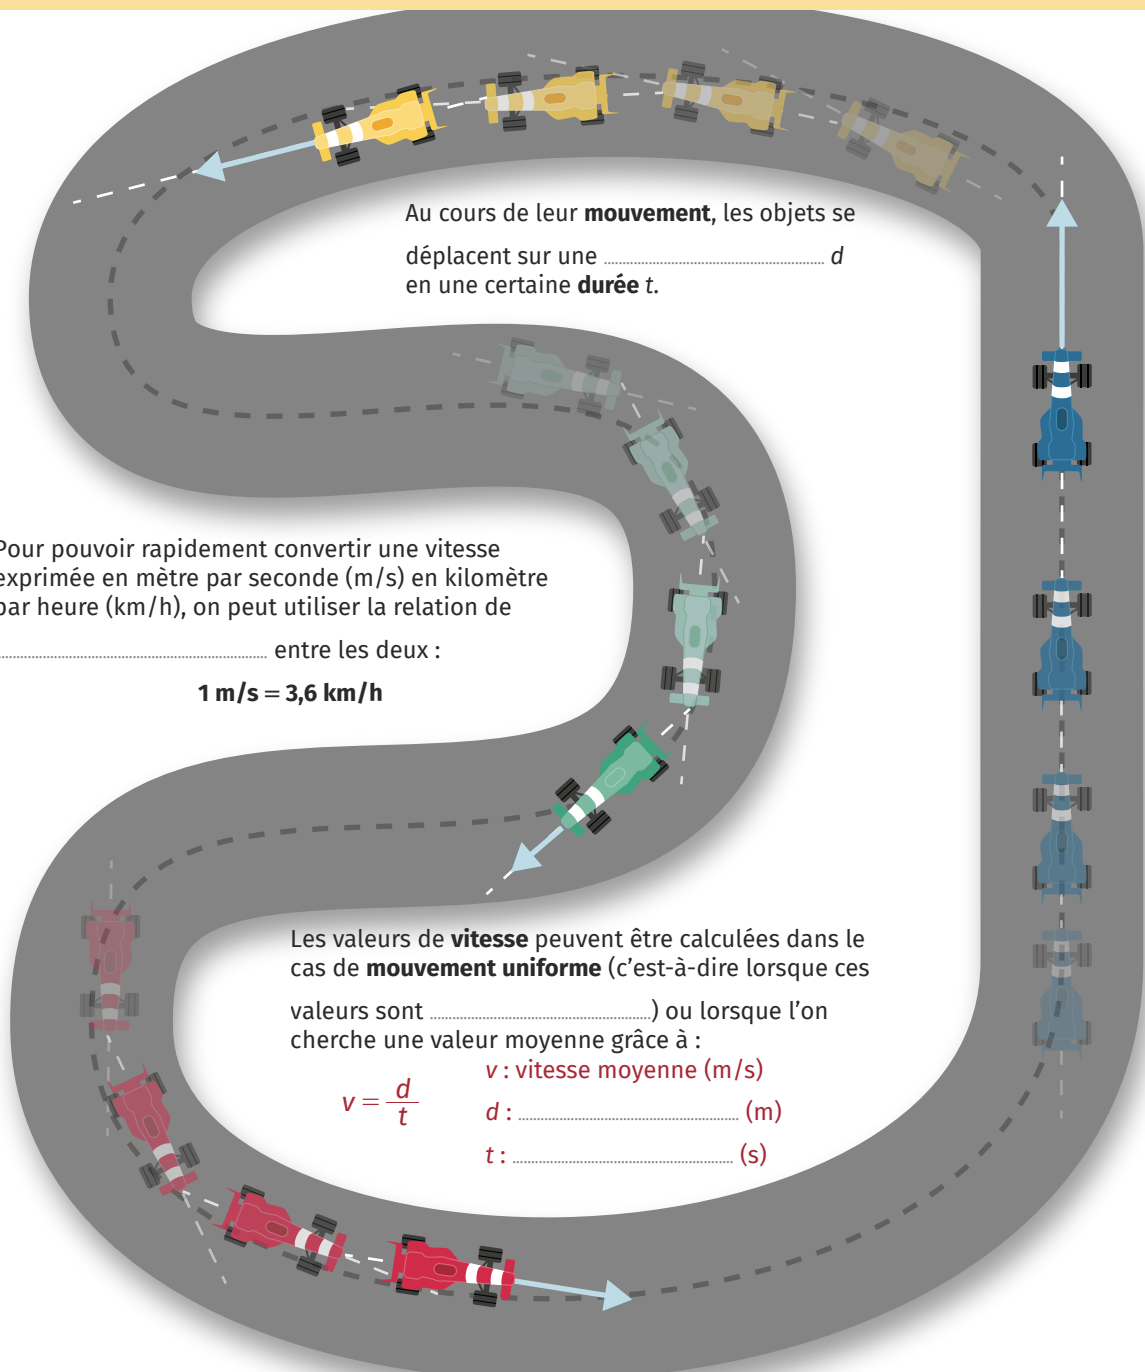 Au cours de leur mouvement, les objets se
déplacent sur une ........................ d
en une certaine durée t.
Pour pouvoir rapidement convertir une vitesse
exprimée en mètre par seconde (m/s) en kilomètre
par heure (km/h), on peut utiliser la relation de
........................ entre les deux :
1 m/s = 3,6 km/h
Les valeurs de vitesse peuvent être calculées dans le
cas de mouvement uniforme (c’est-à-dire lorsque ces
valeurs sont ........................) ou lorsque l’on
cherche une valeur moyenne grâce à :
v = d/t
v : vitesse moyenne (m/s)
d : ........................ (m)
t : ........................ (s)